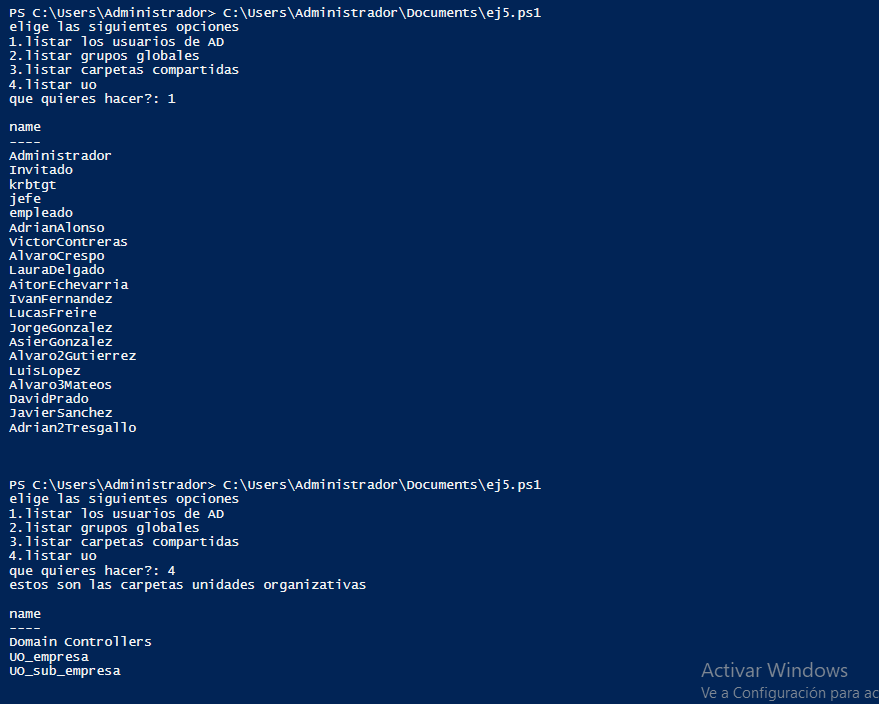 PS C:\Users\Administrador> C:\Users\Administrador\Documents\ej5.ps1
elige las siguientes opciones
1.listar los usuarios de AD
2.listar grupos globales
3.listar carpetas compartidas
4.listar uo
que quieres hacer?: 1
name
----
Administrador
Invitado
krbtgt
jefe
empleado
AdrianAlonso
VictorContreras
AlvaroCrespo
LauraDelgado
AitorEchevarria
IvanFernandez
LucasFreire
JorgeGonzalez
AsierGonzalez
Alvaro2Gutierrez
LuisLopez
Alvaro3Mateos
DavidPrado
JavierSanchez
Adrian2Tresgallo
PS C:\Users\Administrador> C:\Users\Administrador\Documents\ej5.ps1
elige las siguientes opciones
1.listar los usuarios de AD
2.listar grupos globales
3.listar carpetas compartidas
4.listar uo
que quieres hacer?: 4
estos son las carpetas unidades organizativas
name
----
Domain Controllers
UO_empresa
UO_sub_empresa
Activar Windows
Ve a Configuración para ac